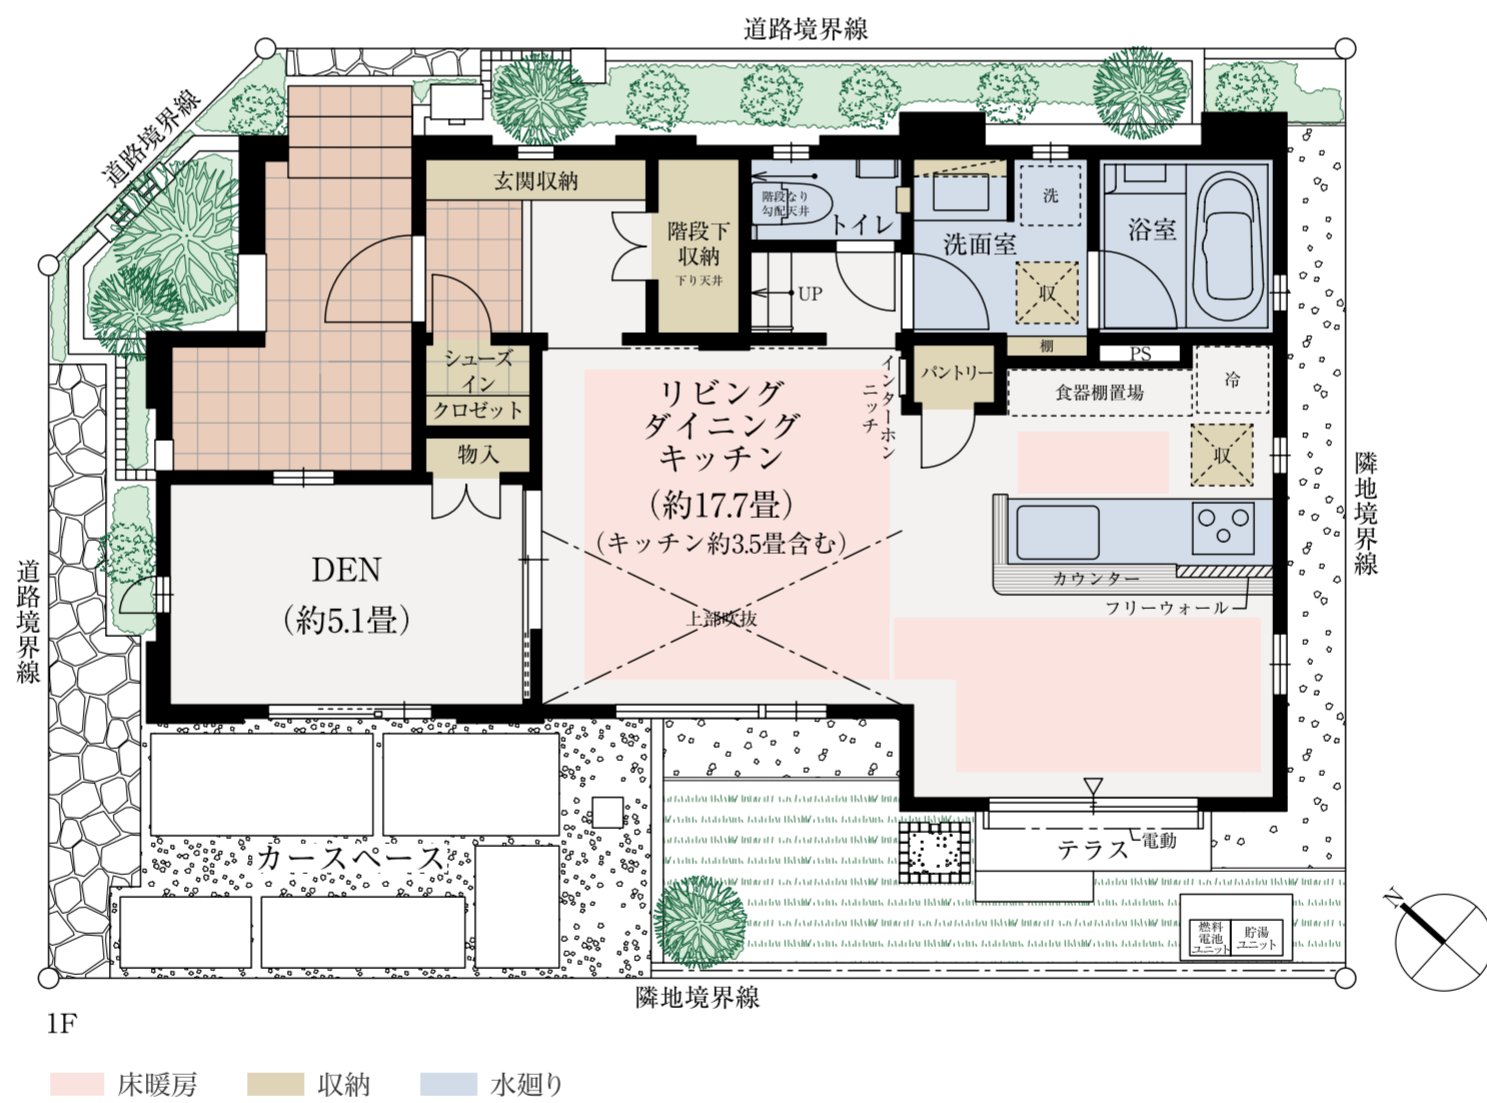 道路境界線
道路境界線
玄関収納
階段下
収納
下り天井
階段なり
勾配天井
トイレ
洗面室
洗
浴室
収
UP
棚
PS
シューズ
イン
クロゼット
物入
リビング
ダイニング
キッチン
（約17.7畳）
（キッチン約3.5畳含む）
インターホン
ニッチ
パントリー
食器棚置場
冷
収
カウンター
フリーウォール
上部吹抜
DEN
（約5.1畳）
道路境界線
隣地境界線
カースペース
テラス
電動
燃料
電池
ユニット
貯湯
ユニット
N
隣地境界線
1F
床暖房
収納
水廻り